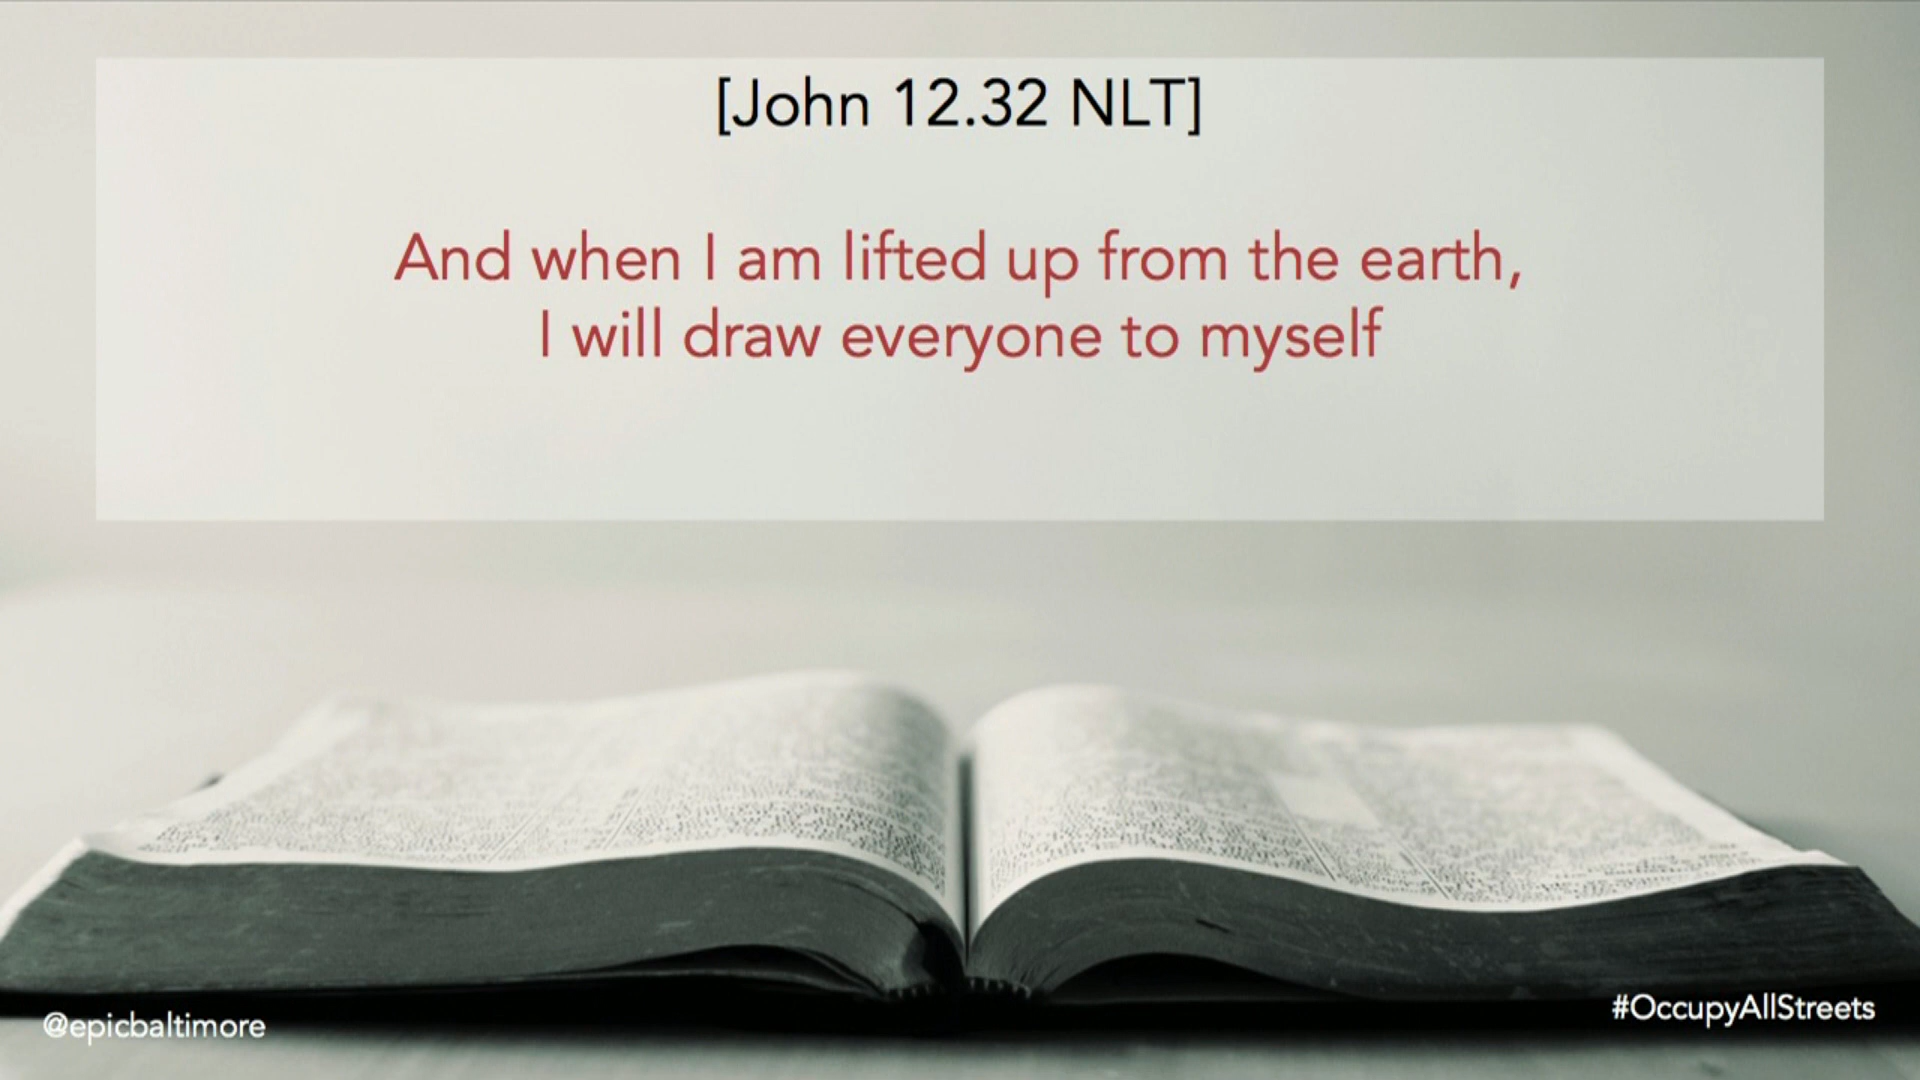 [John 12.32 NLT]
And when I am lifted up from the earth,
I will draw everyone to myself
@epicbaltimore
#OccupyAllStreets